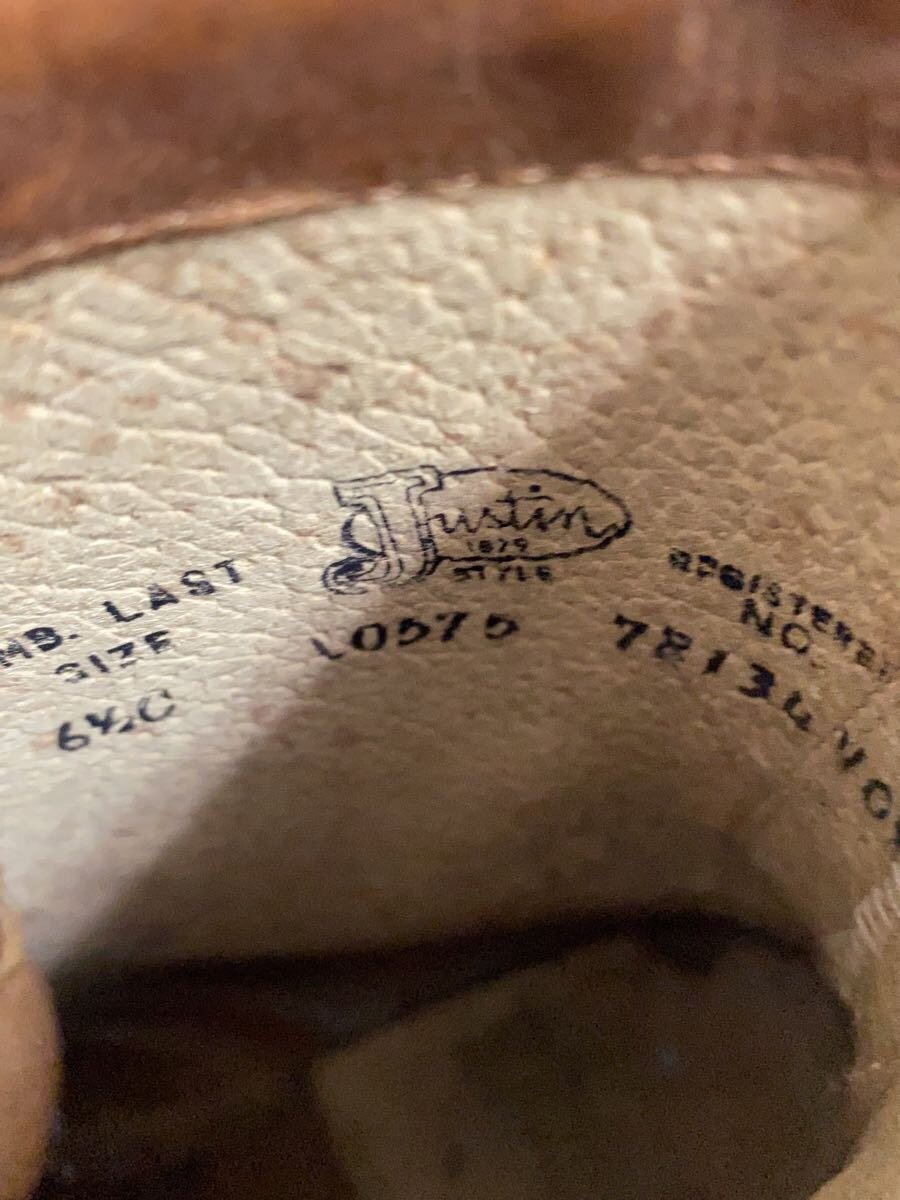 Justin
1879
STYLE
LAST
SIZE
6½C
L0575
REGISTERED
NO.
78134